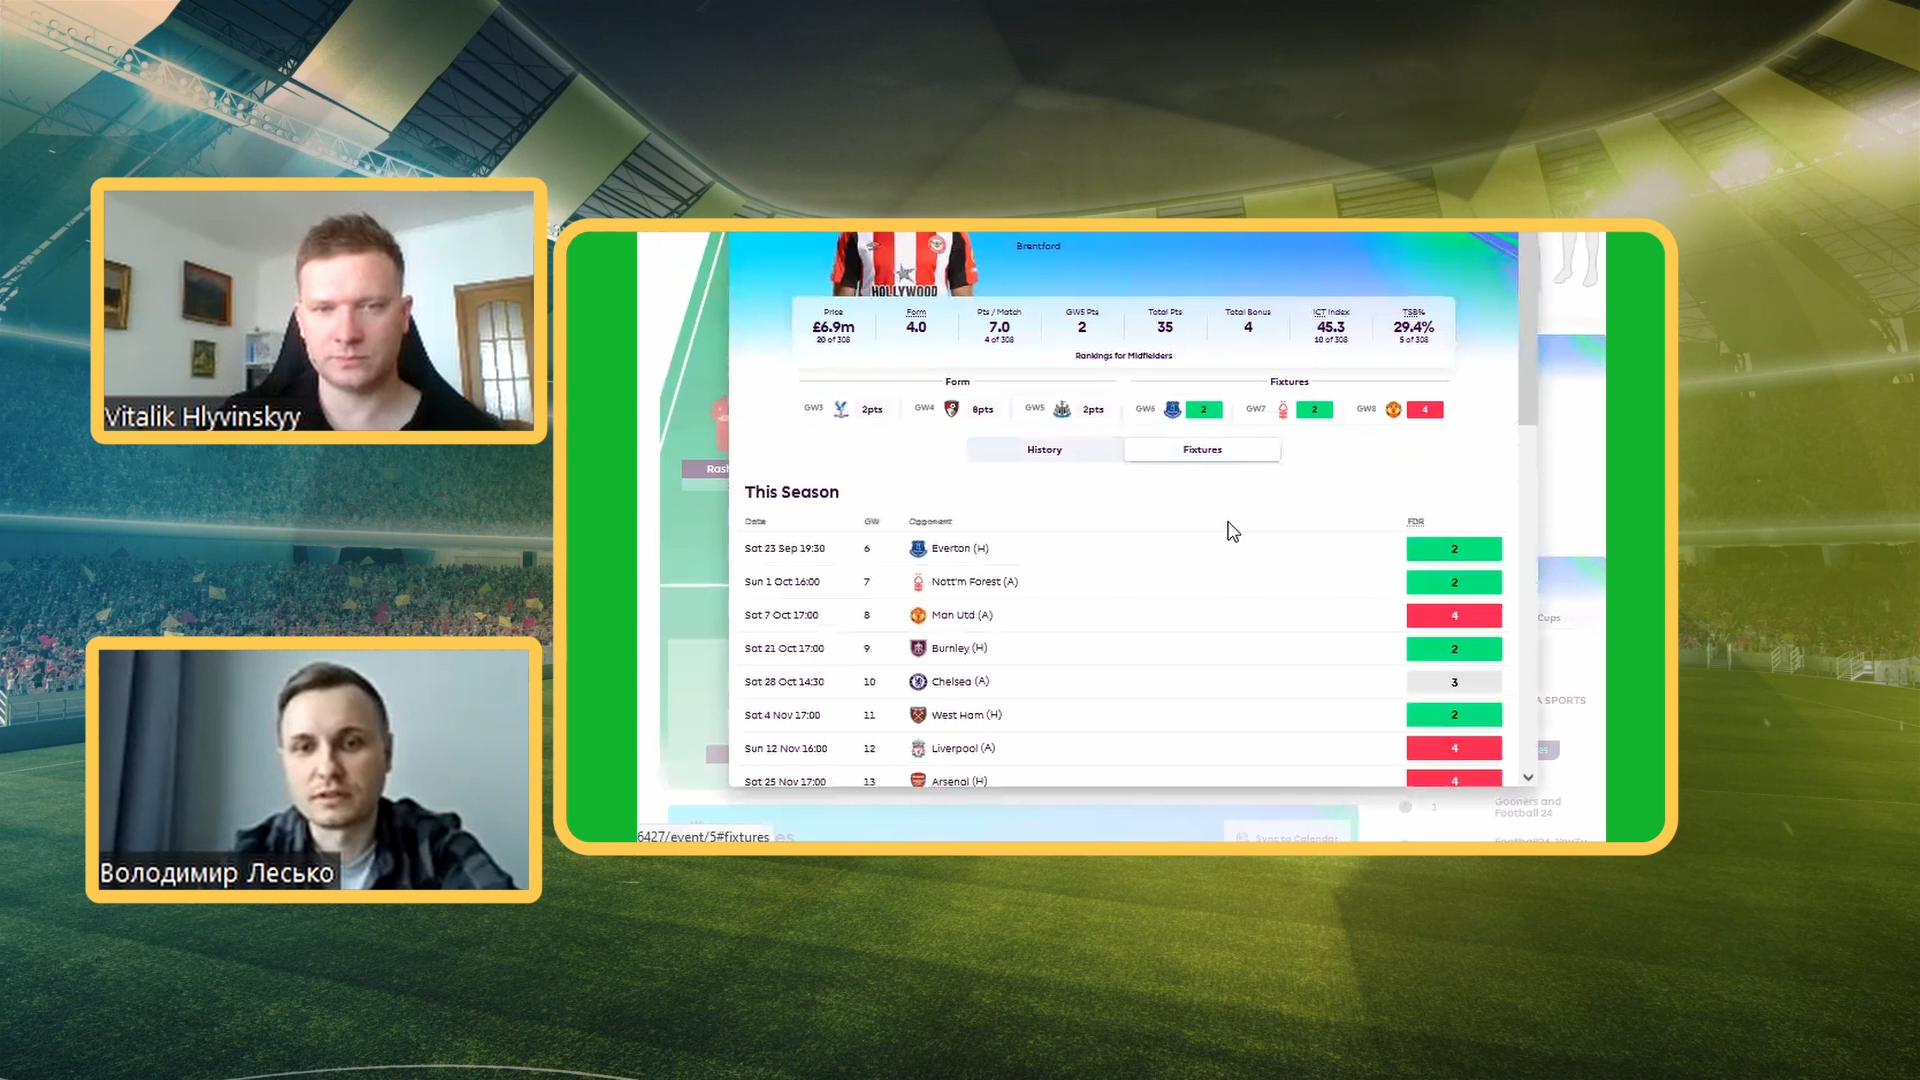 Vitalik Hlyvinskyy
Володимир Лесько
Brentford
HOLLYWOOD
Price Form Pts / Match GW5 Pts Total Pts Total Bonus ICT Index TSB%
£6.9m 4.0 7.0 2 35 4 45.3 29.4%
20 of 308 4 of 308 10 of 308 5 of 308
Rankings for Midfielders
Form Fixtures
GW3 2pts GW4 8pts GW5 2pts GW6 2 GW7 2 GW8 4
History Fixtures
This Season
Date GW Opponent FDR
Sat 23 Sep 19:30 6 Everton (H) 2
Sun 1 Oct 16:00 7 Nott'm Forest (A) 2
Sat 7 Oct 17:00 8 Man Utd (A) 4
Sat 21 Oct 17:00 9 Burnley (H) 2
Sat 28 Oct 14:30 10 Chelsea (A) 3
Sat 4 Nov 17:00 11 West Ham (H) 2
Sun 12 Nov 16:00 12 Liverpool (A) 4
Sat 25 Nov 17:00 13 Arsenal (H) 4
6427/event/5#fixtures
Sync to Calendar
Rash
Cups
A SPORTS
1
Gooners and
Football 24